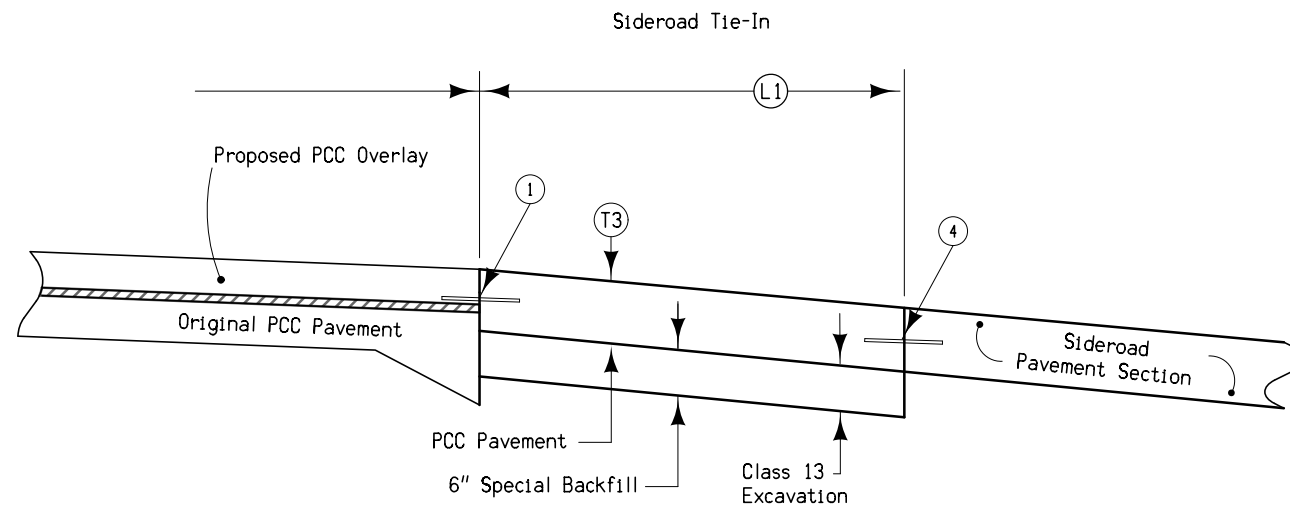 Sideroad Tie-In
L1
Proposed PCC Overlay
1
T3
4
Original PCC Pavement
Sideroad
Pavement Section
PCC Pavement
6" Special Backfill
Class 13
Excavation